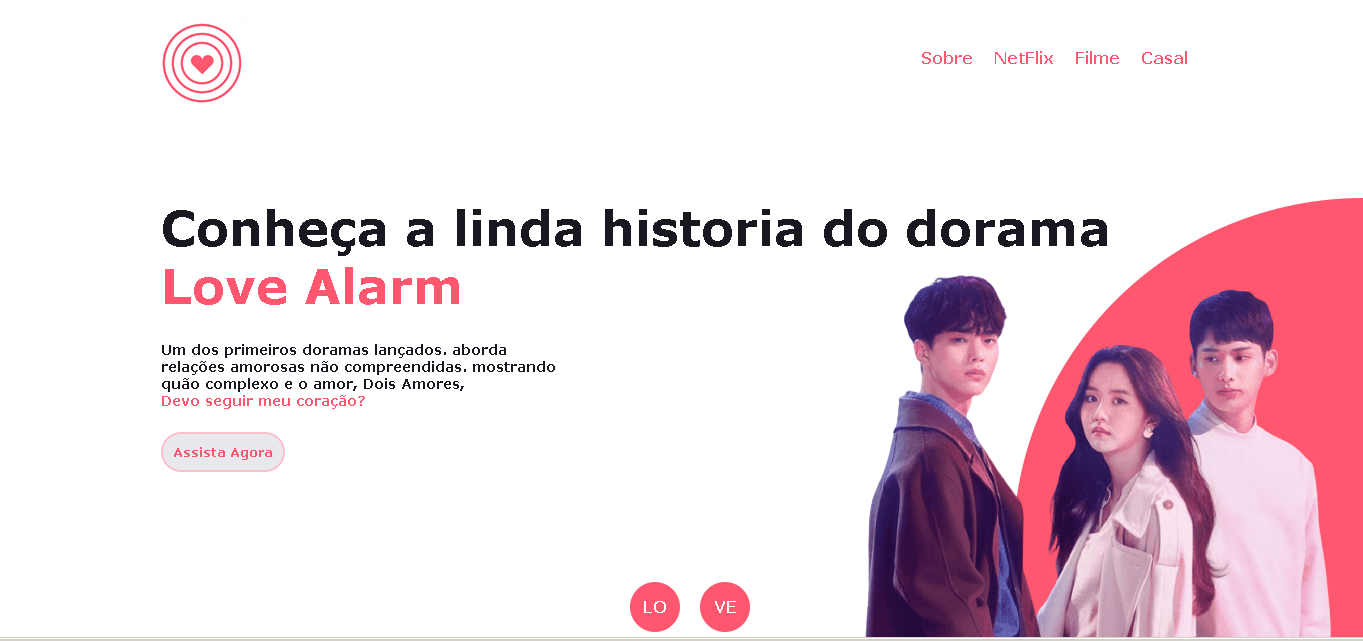 Sobre NetFlix Filme Casal
Conheça a linda historia do dorama
Love Alarm
Um dos primeiros doramas lançados. aborda
relações amorosas não compreendidas. mostrando
quão complexo e o amor, Dois Amores,
Devo seguir meu coração?
Assista Agora
LO VE